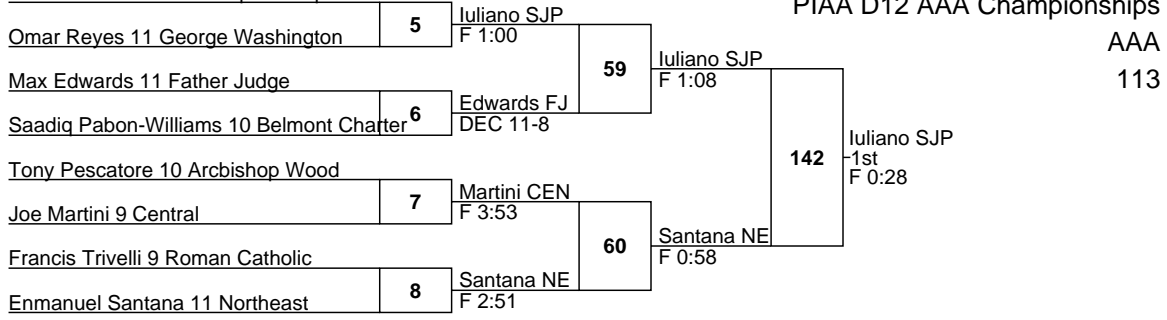 PIAA D12 AAA Championships
AAA
113
Omar Reyes 11 George Washington
Max Edwards 11 Father Judge
Saadiq Pabon-Williams 10 Belmont Charter
Tony Pescatore 10 Arcbishop Wood
Joe Martini 9 Central
Francis Trivelli 9 Roman Catholic
Enmanuel Santana 11 Northeast
5
6
7
8
Iuliano SJP
F 1:00
Edwards FJ
DEC 11-8
Martini CEN
F 3:53
Santana NE
F 2:51
59
60
Iuliano SJP
F 1:08
Santana NE
F 0:58
142
Iuliano SJP
1st
F 0:28